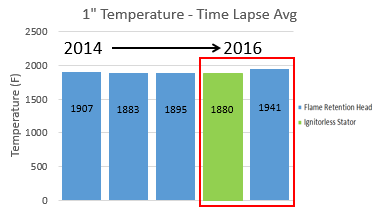 1" Temperature - Time Lapse Avg
2500
2014 2016
2000
1500
1000
500
0
Temperature (F)
1907 1883 1895 1880 1941
Flame Retention Head
Ignitorless Stator